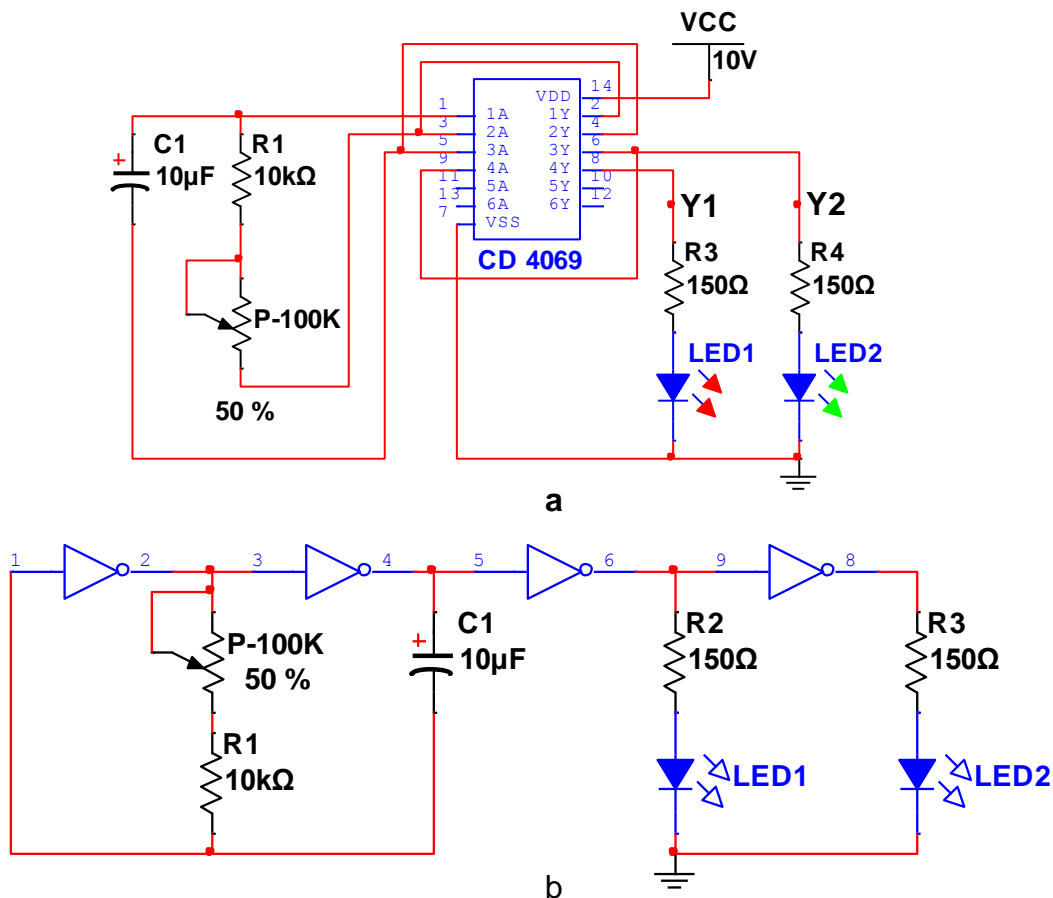 VCC
10V
14
VDD
1 1A 1Y 2
3 2A 2Y 4
5 3A 3Y 6
9 4A 4Y 8
11 5A 5Y 10
13 6A 6Y 12
7 VSS
CD 4069
C1
10µF
R1
10kΩ
P-100K
50 %
Y1
Y2
R3
150Ω
R4
150Ω
LED1
LED2
a
1 2 3 4 5 6 9 8
P-100K
50 %
R1
10kΩ
C1
10µF
R2
150Ω
R3
150Ω
LED1
LED2
b